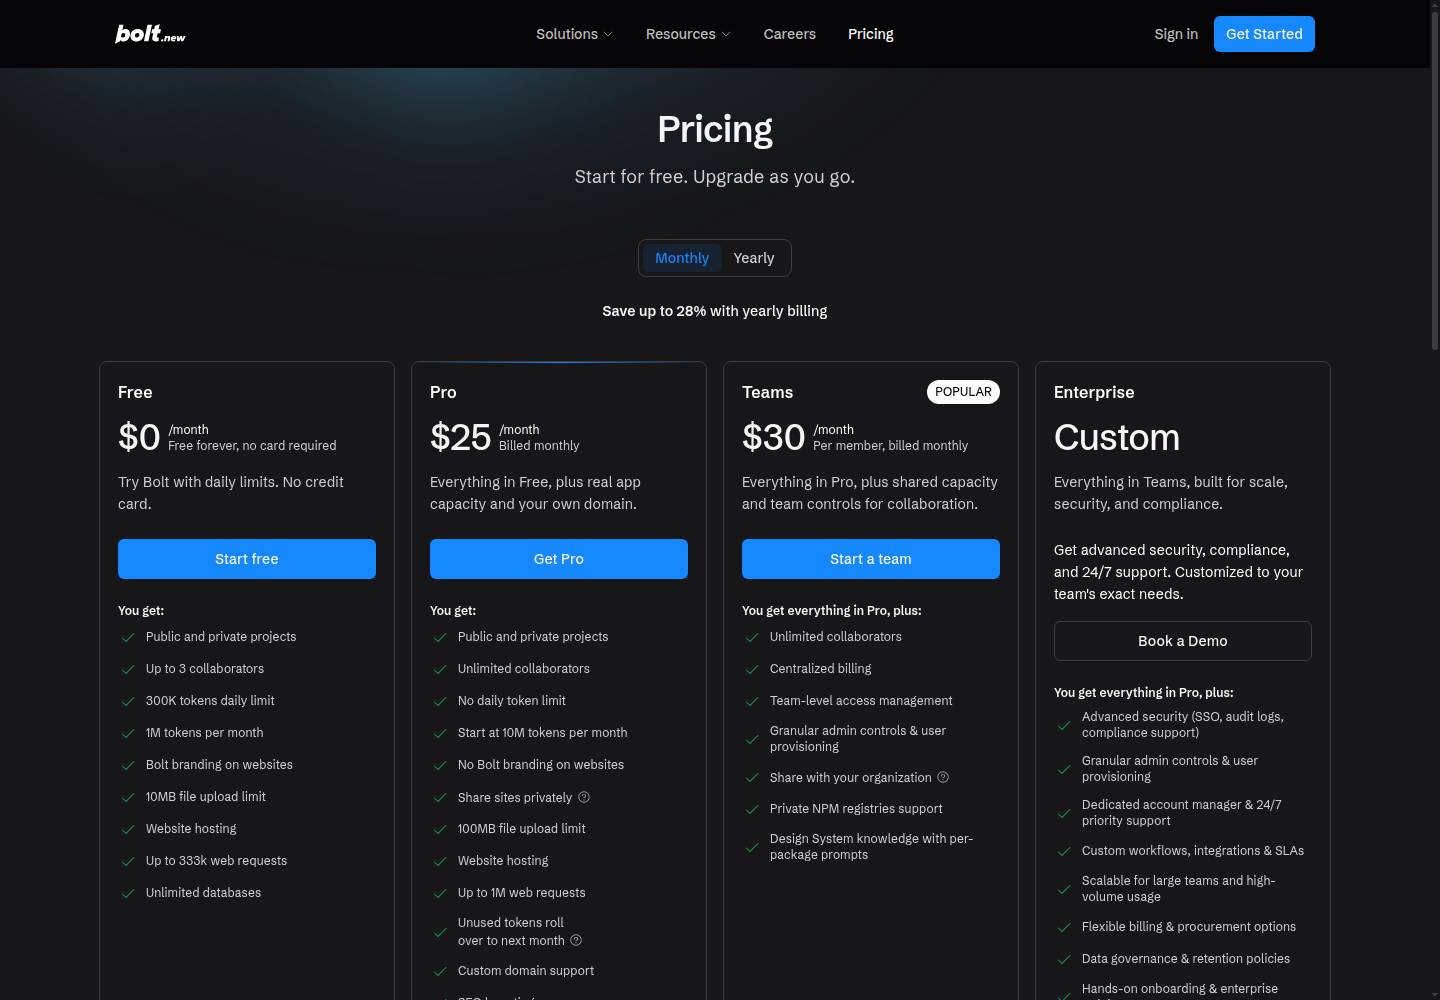 bolt.new
Solutions
Resources
Careers
Pricing
Sign in
Get Started
Pricing
Start for free. Upgrade as you go.
Monthly
Yearly
Save up to 28% with yearly billing
Free
$0 /month
Free forever, no card required
Try Bolt with daily limits. No credit
card.
Start free
You get:
Public and private projects
Up to 3 collaborators
300K tokens daily limit
1M tokens per month
Bolt branding on websites
10MB file upload limit
Website hosting
Up to 333k web requests
Unlimited databases
Pro
$25 /month
Billed monthly
Everything in Free, plus real app
capacity and your own domain.
Get Pro
You get:
Public and private projects
Unlimited collaborators
No daily token limit
Start at 10M tokens per month
No Bolt branding on websites
Share sites privately
100MB file upload limit
Website hosting
Up to 1M web requests
Unused tokens roll
over to next month
Custom domain support
Teams
POPULAR
$30 /month
Per member, billed monthly
Everything in Pro, plus shared capacity
and team controls for collaboration.
Start a team
You get everything in Pro, plus:
Unlimited collaborators
Centralized billing
Team-level access management
Granular admin controls & user
provisioning
Share with your organization
Private NPM registries support
Design System knowledge with per-
package prompts
Enterprise
Custom
Everything in Teams, built for scale,
security, and compliance.
Get advanced security, compliance,
and 24/7 support. Customized to your
team's exact needs.
Book a Demo
You get everything in Pro, plus:
Advanced security (SSO, audit logs,
compliance support)
Granular admin controls & user
provisioning
Dedicated account manager & 24/7
priority support
Custom workflows, integrations & SLAs
Scalable for large teams and high-
volume usage
Flexible billing & procurement options
Data governance & retention policies
Hands-on onboarding & enterprise